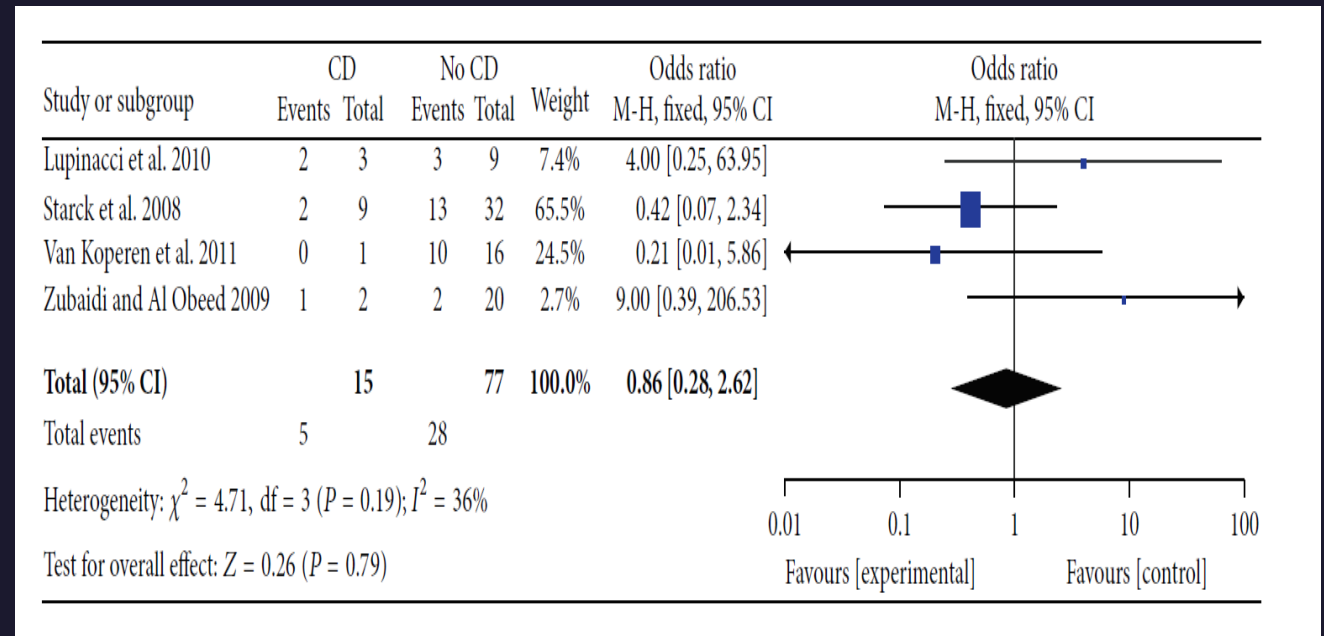 CD No CD Odds ratio Odds ratio
Study or subgroup Events Total Events Total Weight M-H, fixed, 95% CI M-H, fixed, 95% CI
Lupinacci et al. 2010 2 3 3 9 7.4% 4.00 [0.25, 63.95]
Starck et al. 2008 2 9 13 32 65.5% 0.42 [0.07, 2.34]
Van Koperen et al. 2011 0 1 10 16 24.5% 0.21 [0.01, 5.86]
Zubaidi and Al Obeed 2009 1 2 2 20 2.7% 9.00 [0.39, 206.53]
Total (95% CI) 15 77 100.0% 0.86 [0.28, 2.62]
Total events 5 28
Heterogeneity: χ² = 4.71, df = 3 (P = 0.19); I² = 36%
Test for overall effect: Z = 0.26 (P = 0.79)
0.01 0.1 1 10 100
Favours [experimental] Favours [control]